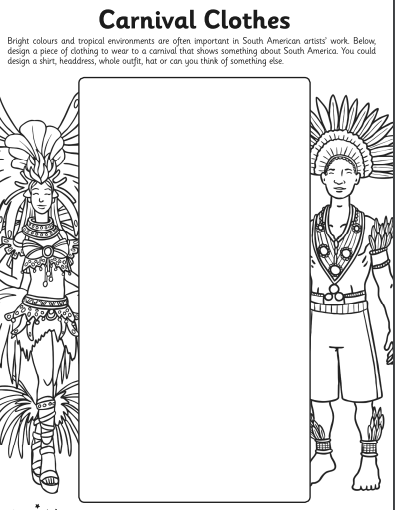 Carnival Clothes
Bright colours and tropical environments are often important in South American artists' work. Below,
design a piece of clothing to wear to a carnival that shows something about South America. You could
design a shirt, headdress, whole outfit, hat or can you think of something else.